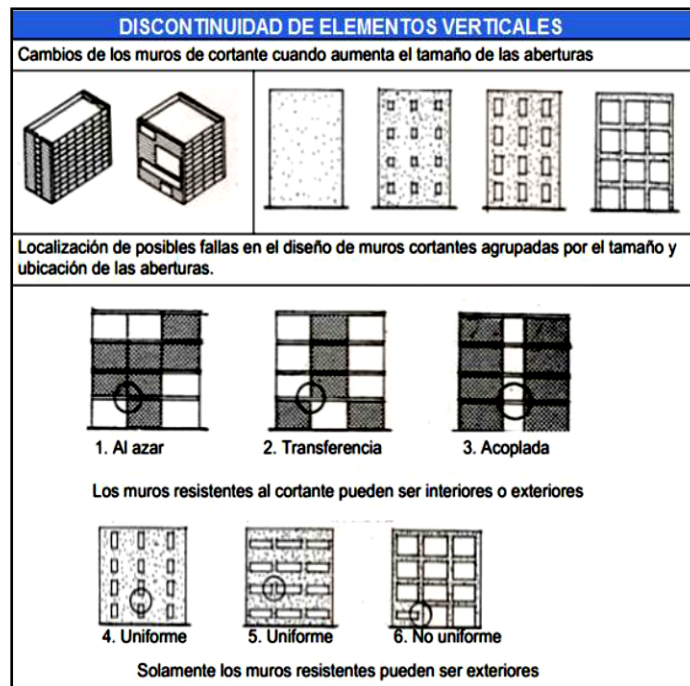 DISCONTINUIDAD DE ELEMENTOS VERTICALES
Cambios de los muros de cortante cuando aumenta el tamaño de las aberturas
Localización de posibles fallas en el diseño de muros cortantes agrupadas por el tamaño y
ubicación de las aberturas.
1. Al azar
2. Transferencia
3. Acoplada
Los muros resistentes al cortante pueden ser interiores o exteriores
4. Uniforme
5. Uniforme
6. No uniforme
Solamente los muros resistentes pueden ser exteriores